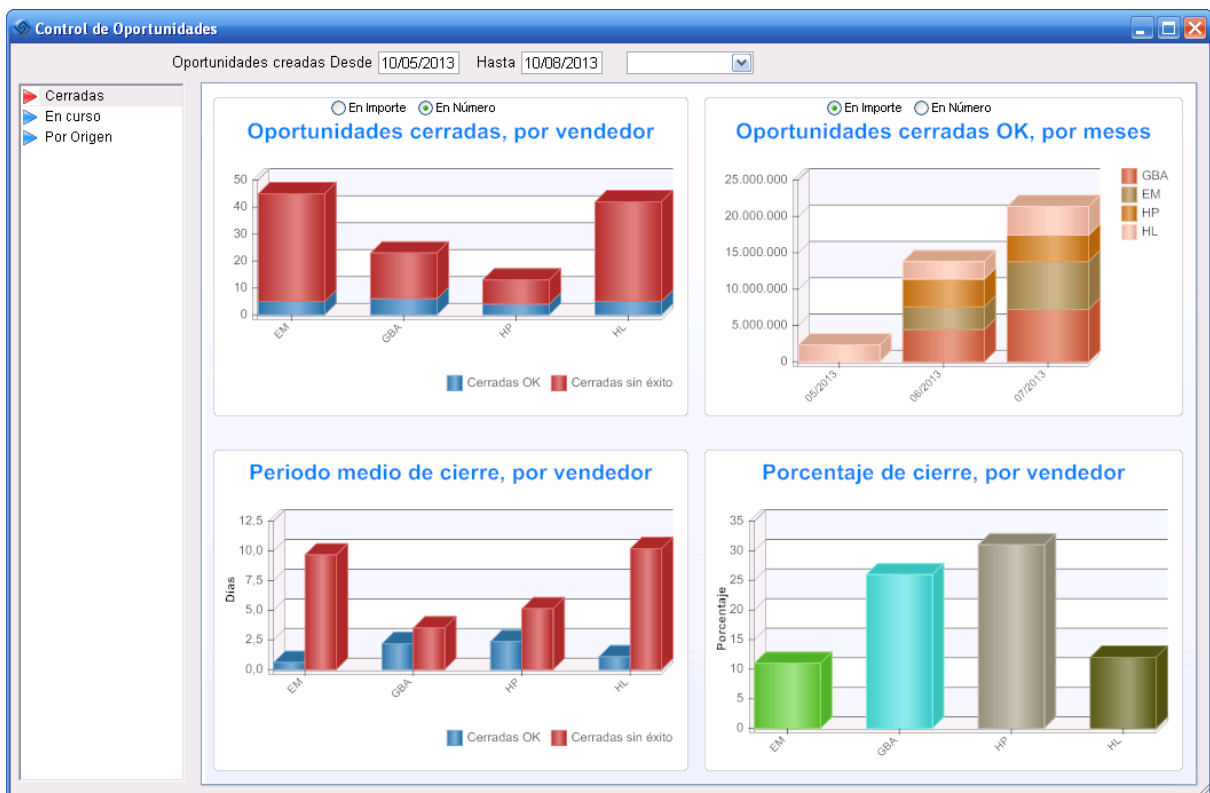 Control de Oportunidades
Oportunidades creadas Desde 10/05/2013 Hasta 10/08/2013
Cerradas
En curso
Por Origen
En Importe En Número
Oportunidades cerradas, por vendedor
50
40
30
20
10
0
EM GBA HP HL
Cerradas OK Cerradas sin éxito
En Importe En Número
Oportunidades cerradas OK, por meses
25.000.000
20.000.000
15.000.000
10.000.000
5.000.000
0
05/2013 06/2013 07/2013
GBA
EM
HP
HL
Periodo medio de cierre, por vendedor
Dias
12,5
10,0
7,5
5,0
2,5
0,0
EM GBA HP HL
Cerradas OK Cerradas sin éxito
Porcentaje de cierre, por vendedor
Porcentaje
35
30
25
20
15
10
5
0
EM GBA HP HL